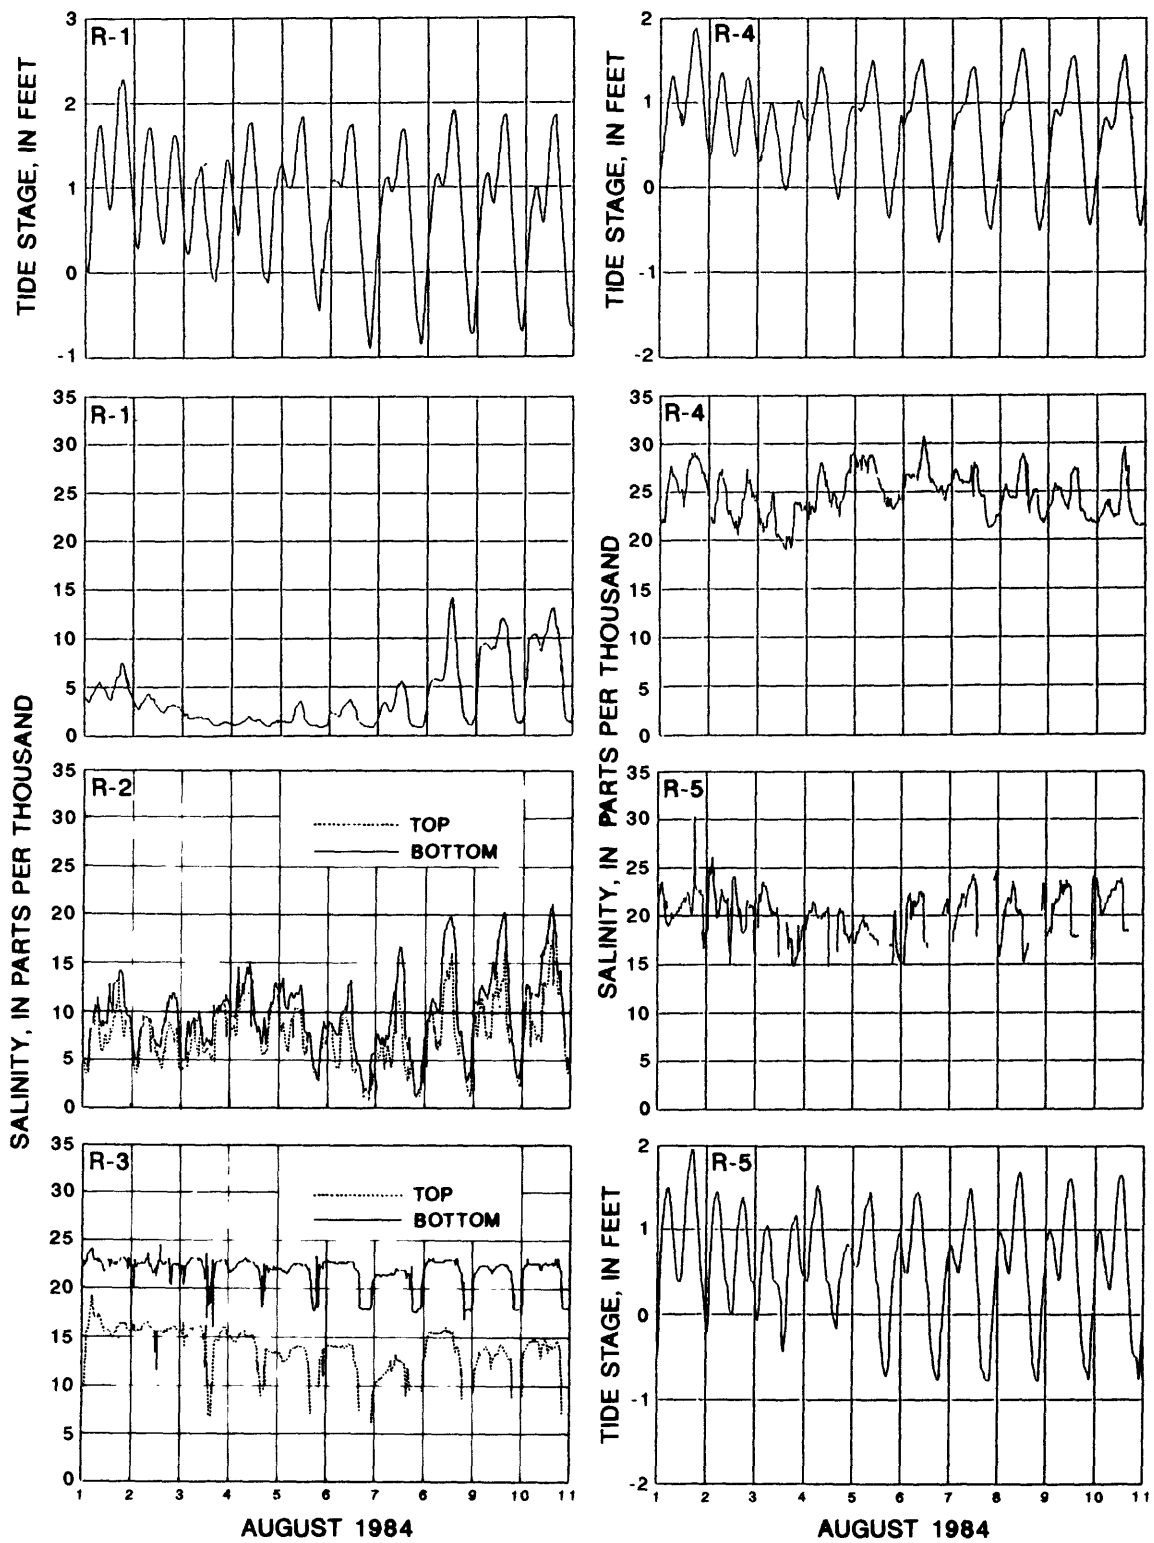 TIDE STAGE, IN FEET
3
2
1
0
-1
R-1
35
30
25
20
15
10
5
0
R-1
SALINITY, IN PARTS PER THOUSAND
35
30
25
20
15
10
5
0
R-2
TOP
BOTTOM
35
30
25
20
15
10
5
0
R-3
TOP
BOTTOM
1 2 3 4 5 6 7 8 9 10 11
AUGUST 1984
TIDE STAGE, IN FEET
2
1
0
-1
-2
R-4
35
30
25
20
15
10
5
0
R-4
SALINITY, IN PARTS PER THOUSAND
35
30
25
20
15
10
5
0
R-5
TIDE STAGE, IN FEET
2
1
0
-1
-2
R-5
1 2 3 4 5 6 7 8 9 10 11
AUGUST 1984